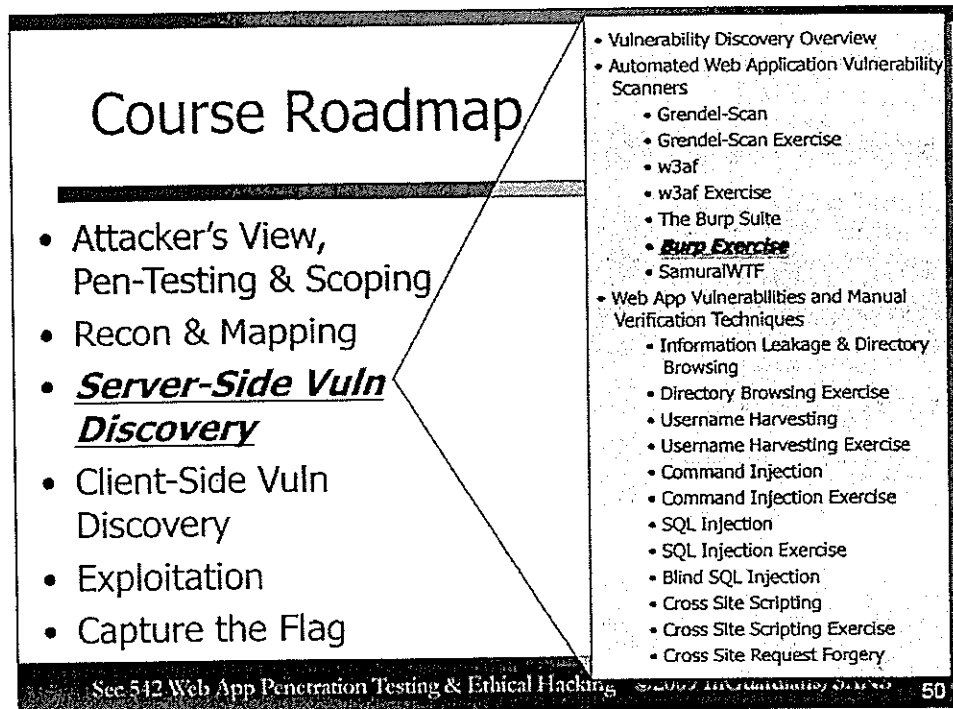 Course Roadmap
• Attacker's View,
Pen-Testing & Scoping
• Recon & Mapping
• Server-Side Vuln
Discovery
• Client-Side Vuln
Discovery
• Exploitation
• Capture the Flag
• Vulnerability Discovery Overview
• Automated Web Application Vulnerability
Scanners
• Grendel-Scan
• Grendel-Scan Exercise
• w3af
• w3af Exercise
• The Burp Suite
• Burp Exercise
• SamuraiWTF
• Web App Vulnerabilities and Manual
Verification Techniques
• Information Leakage & Directory
Browsing
• Directory Browsing Exercise
• Username Harvesting
• Username Harvesting Exercise
• Command Injection
• Command Injection Exercise
• SQL Injection
• SQL Injection Exercise
• Blind SQL Injection
• Cross Site Scripting
• Cross Site Scripting Exercise
• Cross Site Request Forgery
Sec 542 Web App Penetration Testing & Ethical Hacking ©2009 InGuardians, SANS 50